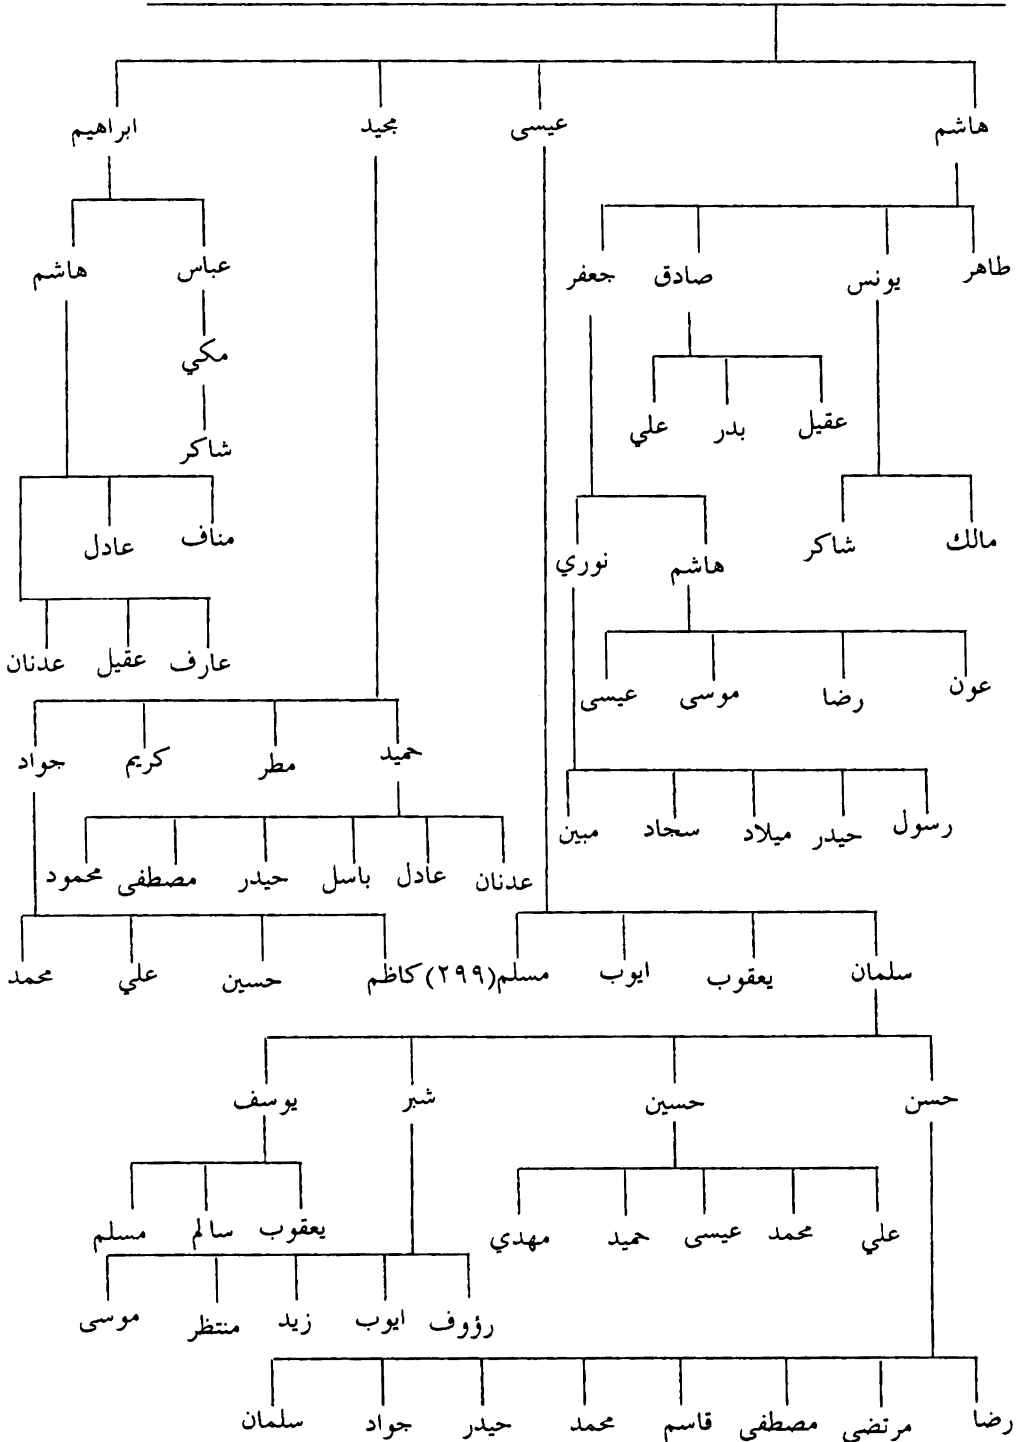 هاشم عيسى مجيد ابراهيم
طاهر يونس صادق جعفر عباس هاشم
مكي
عقيل بدر علي شاكر
مالك شاكر هاشم نوري مناف عادل
عارف عقيل عدنان
عون رضا موسى عيسى
حميد مطر كريم جواد
رسول حيدر ميلاد سجاد مبين
عدنان عادل باسل حيدر مصطفى محمود
سلمان يعقوب ايوب مسلم(٢٩٩) كاظم حسين علي محمد
حسن حسين شبر يوسف
علي محمد عيسى حميد مهدي يعقوب سالم مسلم
رؤوف ايوب زيد منتظر موسى
رضا مرتضى مصطفى قاسم محمد حيدر جواد سلمان